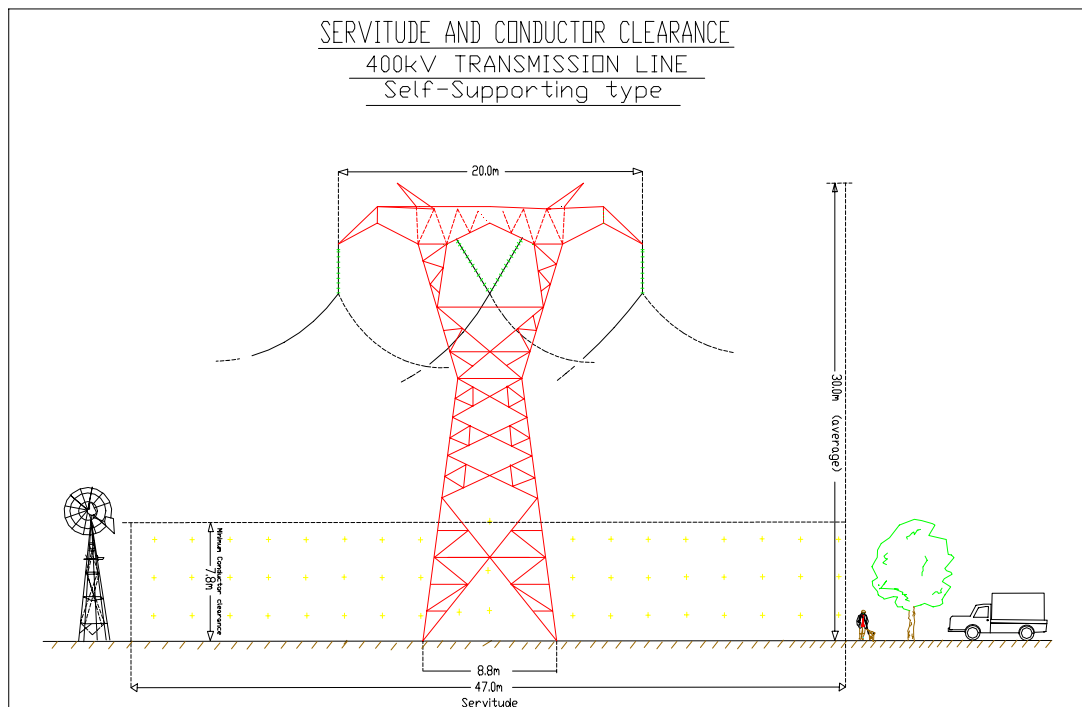 SERVITUDE AND CONDUCTOR CLEARANCE
400kV TRANSMISSION LINE
Self-Supporting type
20.0m
30.0m (average)
Minimum Conductor clearance
7.8m
8.8m
47.0m
Servitude